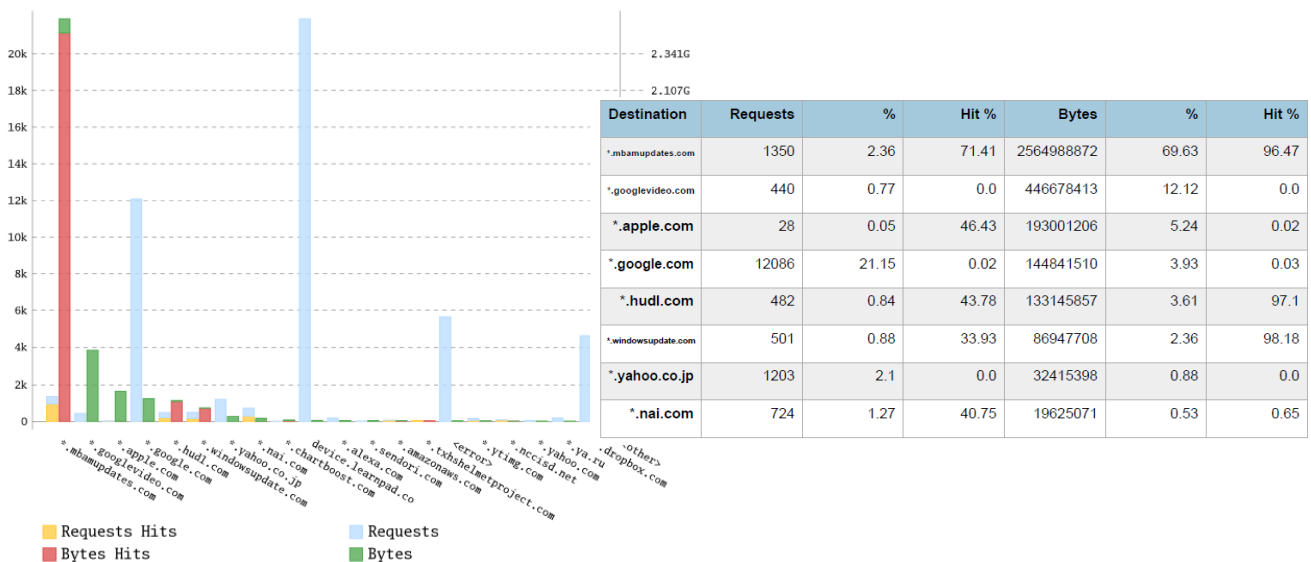 20k
18k
16k
14k
12k
10k
8k
6k
4k
2k
0
2.341G
2.107G
*.mbamupdates.com
*.googlevideo.com
*.apple.com
*.google.com
*.hudl.com
*.windowsupdate.com
*.yahoo.co.jp
*.nai.com
*.chartboost.com
device.learnpad.co
*.alexa.com
*.sendori.com
*.amazonaws.com
*.txhshelmetproject.com
<error>
*.ytimg.com
*.nccisd.net
*.yahoo.com
*.ya.ru
.dropbox.com
other>
Requests Hits
Requests
Bytes Hits
Bytes
Destination Requests % Hit % Bytes % Hit %
*.mbamupdates.com 1350 2.36 71.41 2564988872 69.63 96.47
*.googlevideo.com 440 0.77 0.0 446678413 12.12 0.0
*.apple.com 28 0.05 46.43 193001206 5.24 0.02
*.google.com 12086 21.15 0.02 144841510 3.93 0.03
*.hudl.com 482 0.84 43.78 133145857 3.61 97.1
*.windowsupdate.com 501 0.88 33.93 86947708 2.36 98.18
*.yahoo.co.jp 1203 2.1 0.0 32415398 0.88 0.0
*.nai.com 724 1.27 40.75 19625071 0.53 0.65